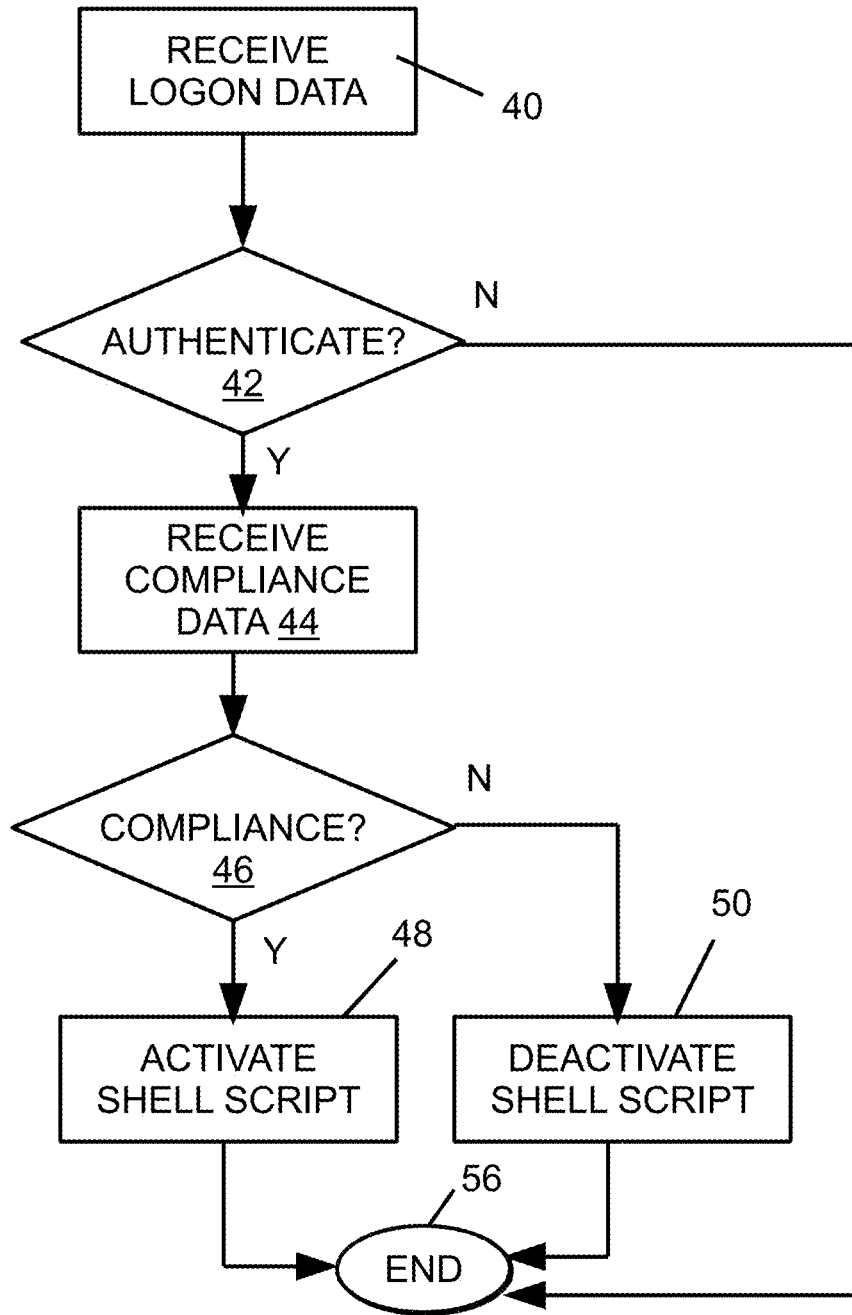 RECEIVE
LOGON DATA
40
N
AUTHENTICATE?
42
Y
RECEIVE
COMPLIANCE
DATA 44
N
COMPLIANCE?
46
Y
48
50
ACTIVATE
SHELL SCRIPT
DEACTIVATE
SHELL SCRIPT
56
END